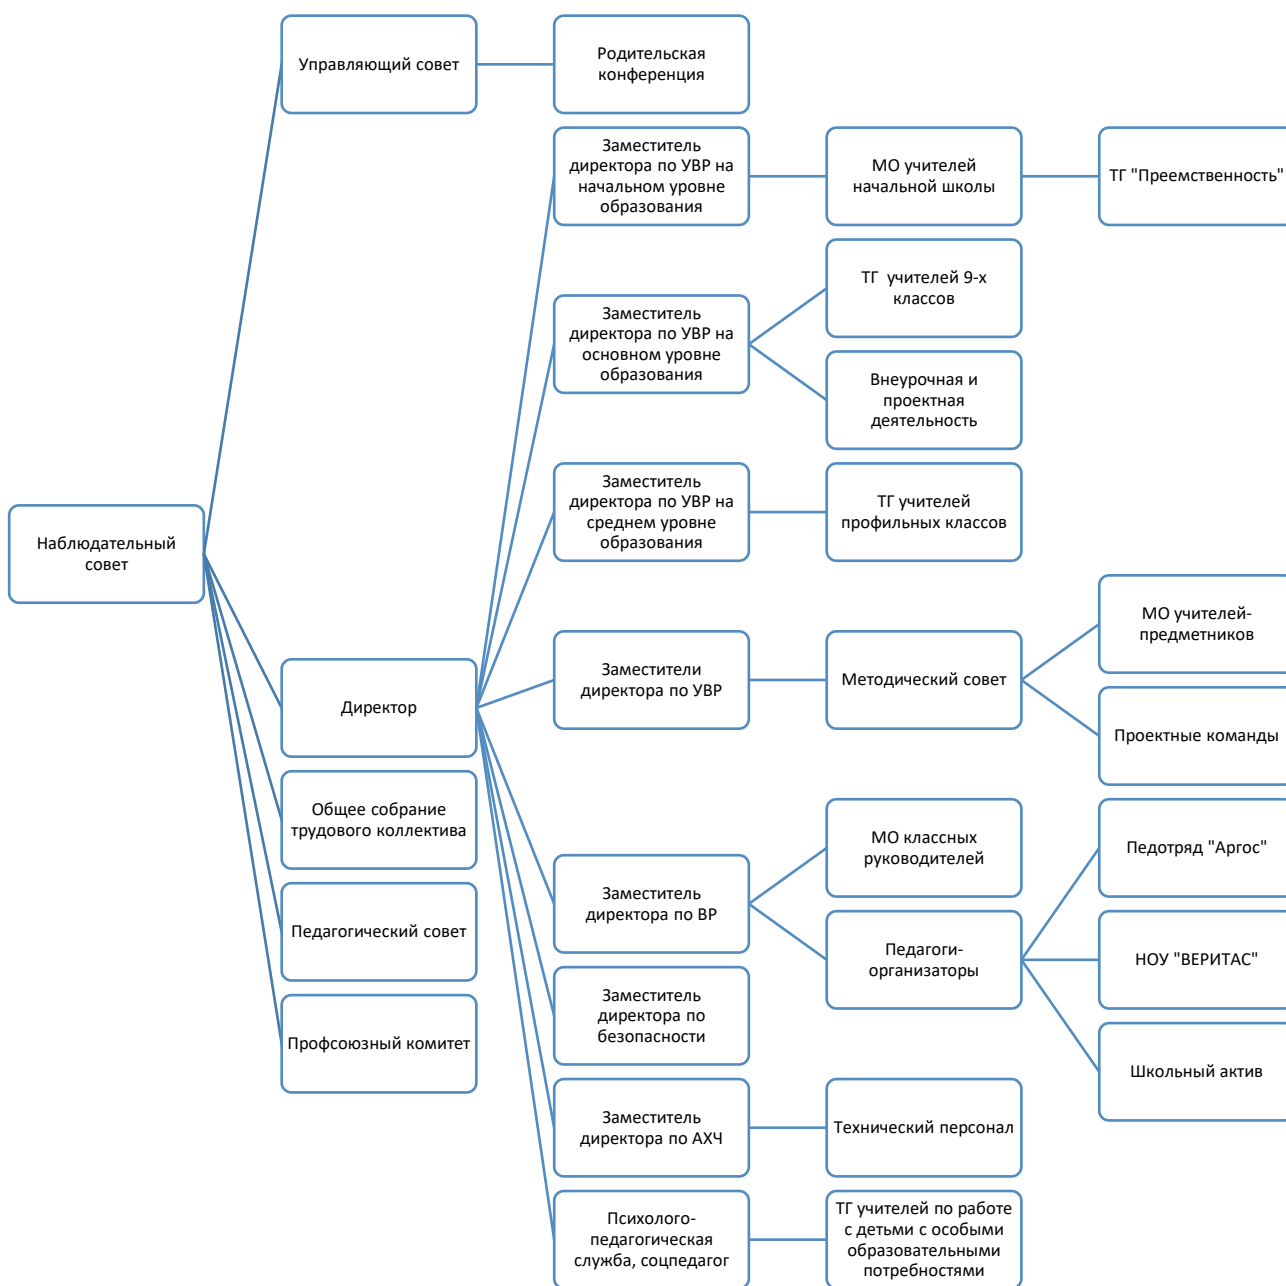 Управляющий совет
Родительская
конференция
Заместитель
директора по УВР на
начальном уровне
образования
МО учителей
начальной школы
ТГ "Преемственность"
ТГ  учителей 9-х
классов
Заместитель
директора по УВР на
основном уровне
образования
Внеурочная и
проектная
деятельность
Заместитель
директора по УВР на
среднем уровне
образования
ТГ учителей
профильных классов
Наблюдательный
совет
МО учителей-
предметников
Директор
Заместители
директора по УВР
Методический совет
Проектные команды
Общее собрание
трудового коллектива
МО классных
руководителей
Педотряд "Аргос"
Педагогический совет
Заместитель
директора по ВР
Педагоги-
организаторы
НОУ "ВЕРИТАС"
Профсоюзный комитет
Заместитель
директора по
безопасности
Школьный актив
Заместитель
директора по АХЧ
Технический персонал
Психолого-
педагогическая
служба, соцпедагог
ТГ учителей по работе
с детьми с особыми
образовательными
потребностями